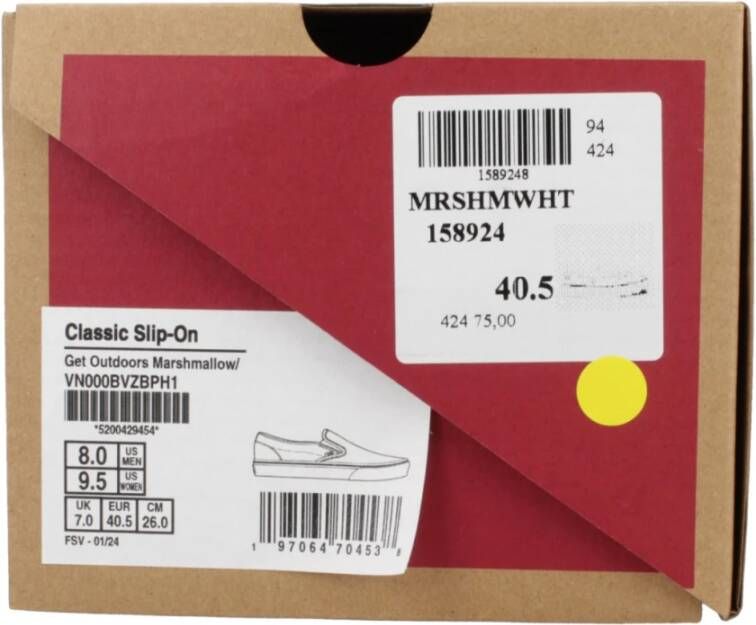 94
424
1589248
MRSHMWHT
158924
40.5
424 75,00
Classic Slip-On
Get Outdoors Marshmallow/
VN000BVZBPH1
*5200429454*
8.0 US MEN
9.5 US WOMEN
UK EUR CM
7.0 40.5 26.0
FSV - 01/24
1 97064 70453 8